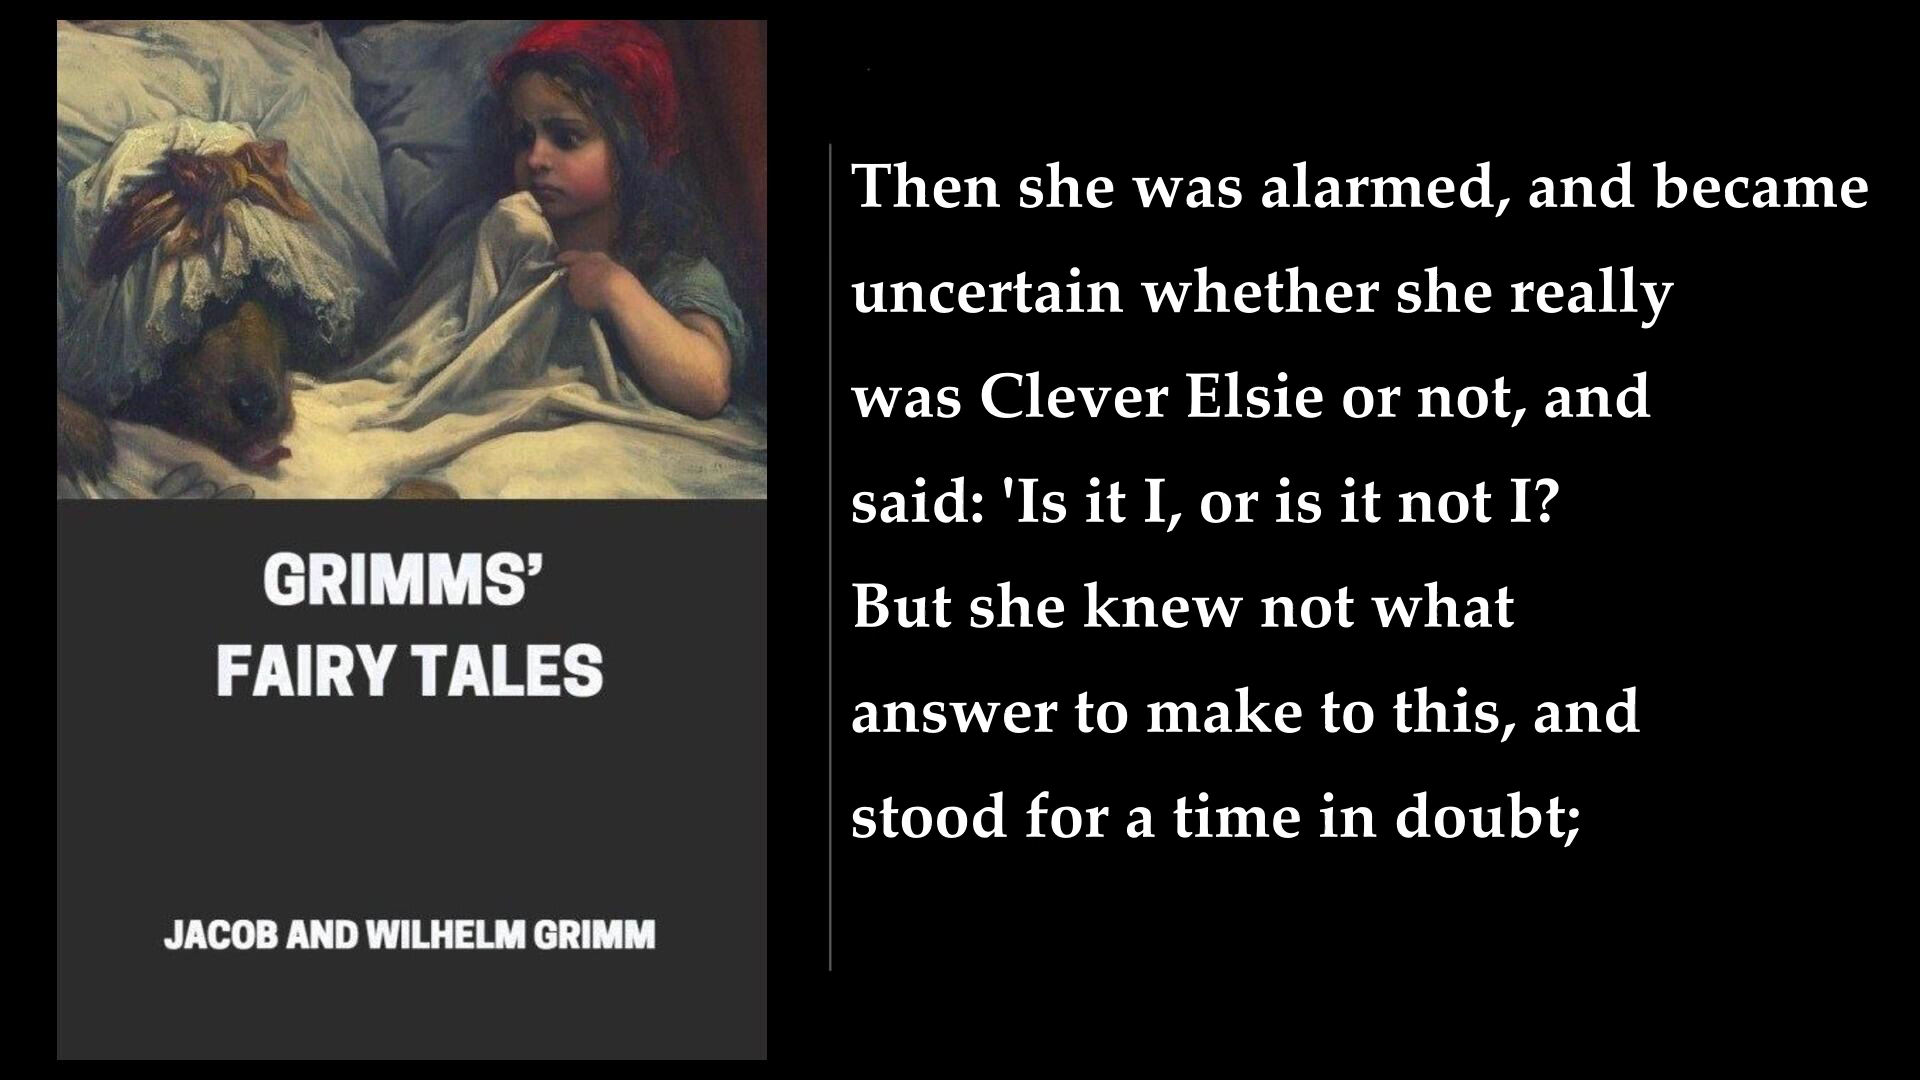 GRIMMS’
FAIRY TALES
JACOB AND WILHELM GRIMM
Then she was alarmed, and became
uncertain whether she really
was Clever Elsie or not, and
said: 'Is it I, or is it not I?
But she knew not what
answer to make to this, and
stood for a time in doubt;